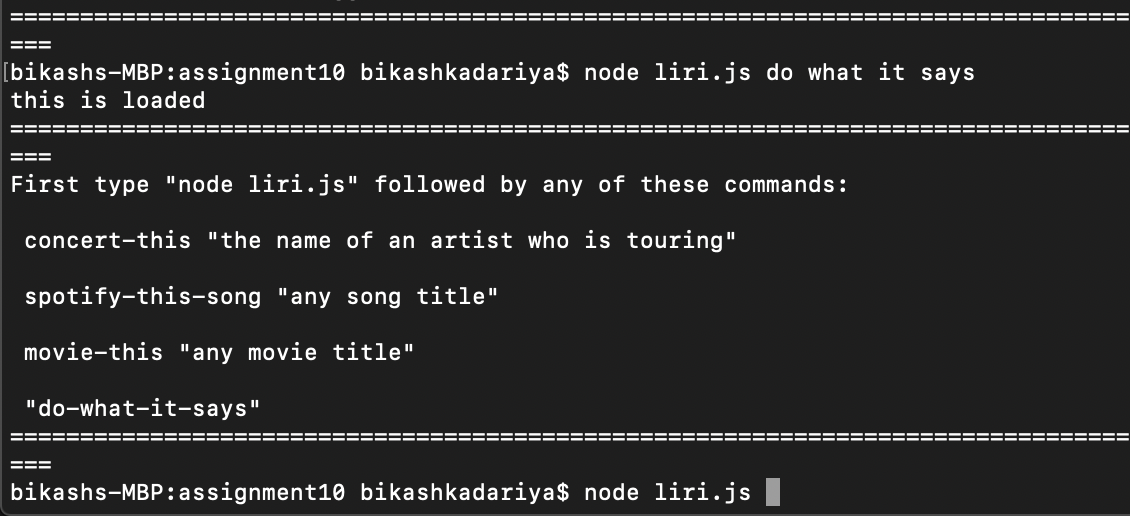 =================================================================================
===
[bikashs-MBP:assignment10 bikashkadariya$ node liri.js do what it says
this is loaded
=================================================================================
===
First type "node liri.js" followed by any of these commands:
concert-this "the name of an artist who is touring"
spotify-this-song "any song title"
movie-this "any movie title"
"do-what-it-says"
=================================================================================
===
bikashs-MBP:assignment10 bikashkadariya$ node liri.js